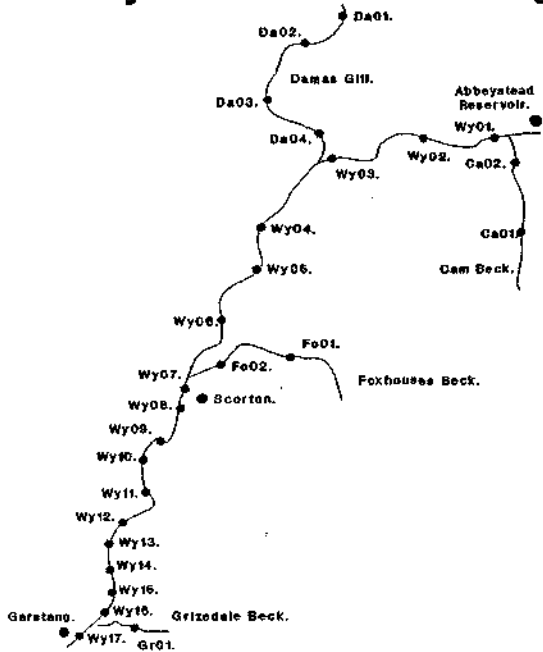 Da01.
Da02.
Damas Gill.
Da03.
Da04.
Abbeystead
Reservoir.
Wy01.
Wy02.
Wy03.
Ca02.
Ca01.
Cam Beck.
Wy04.
Wy05.
Wy06.
Fo01.
Fo02.
Foxhouses Beck.
Wy07.
Wy08.
Scorton.
Wy09.
Wy10.
Wy11.
Wy12.
Wy13.
Wy14.
Wy15.
Wy16.
Grizedale Beck.
Garstang.
Wy17.
Gr01.